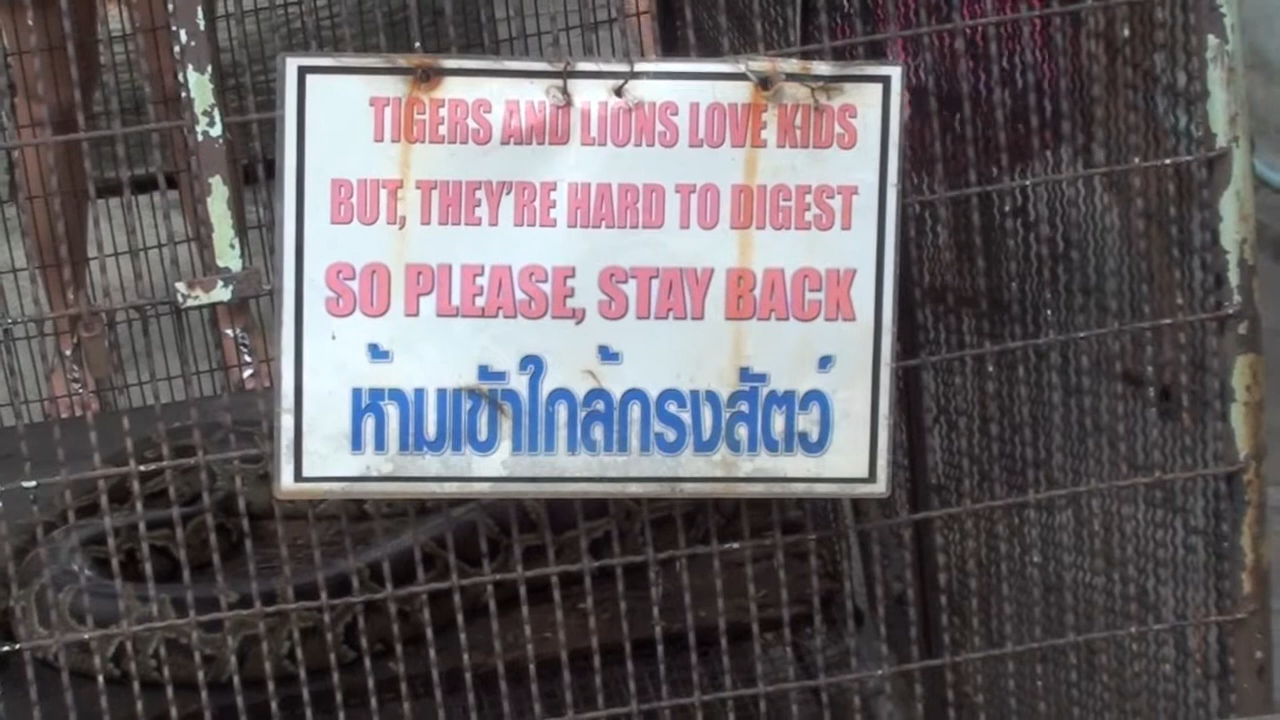 TIGERS AND LIONS LOVE KIDS
BUT, THEY'RE HARD TO DIGEST
SO PLEASE, STAY BACK
ห้ามเข้าใกล้กรงสัตว์